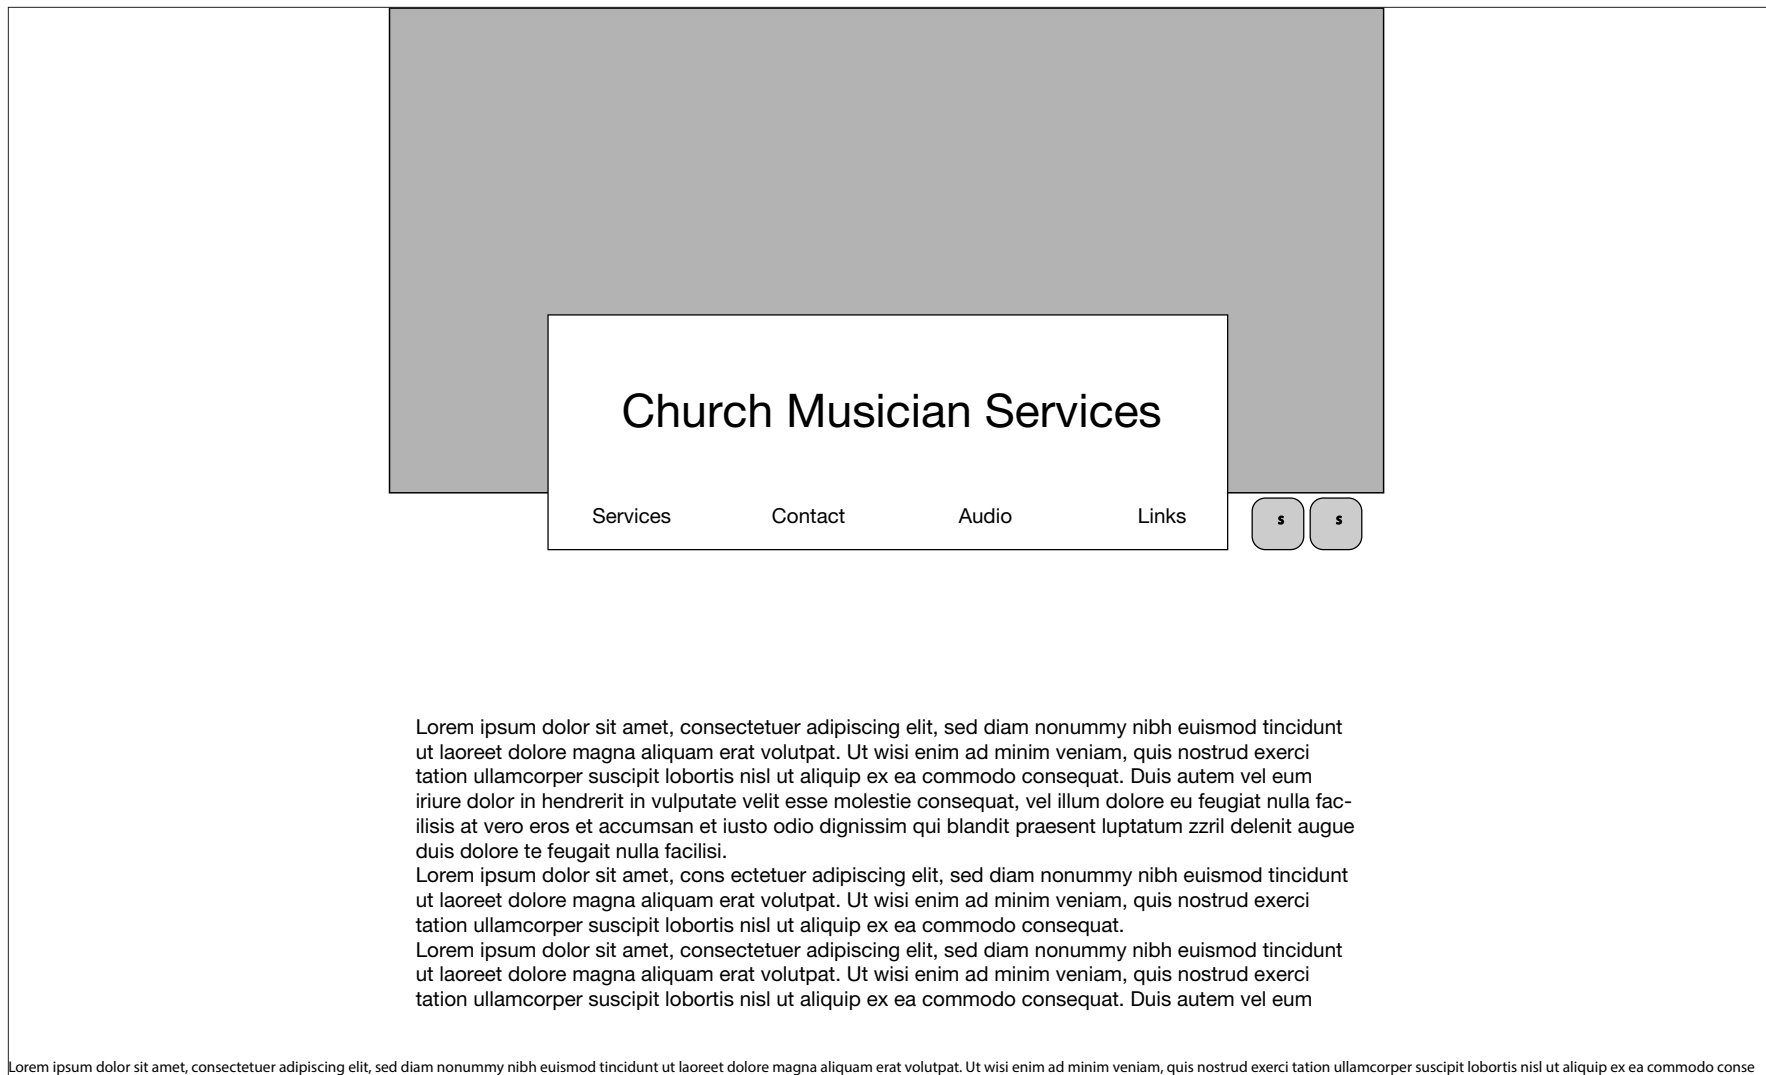 Church Musician Services
Services Contact Audio Links s s
Lorem ipsum dolor sit amet, consectetuer adipiscing elit, sed diam nonummy nibh euismod tincidunt
ut laoreet dolore magna aliquam erat volutpat. Ut wisi enim ad minim veniam, quis nostrud exerci
tation ullamcorper suscipit lobortis nisl ut aliquip ex ea commodo consequat. Duis autem vel eum
iriure dolor in hendrerit in vulputate velit esse molestie consequat, vel illum dolore eu feugiat nulla fac-
ilisis at vero eros et accumsan et iusto odio dignissim qui blandit praesent luptatum zzril delenit augue
duis dolore te feugait nulla facilisi.
Lorem ipsum dolor sit amet, cons ectetuer adipiscing elit, sed diam nonummy nibh euismod tincidunt
ut laoreet dolore magna aliquam erat volutpat. Ut wisi enim ad minim veniam, quis nostrud exerci
tation ullamcorper suscipit lobortis nisl ut aliquip ex ea commodo consequat.
Lorem ipsum dolor sit amet, consectetuer adipiscing elit, sed diam nonummy nibh euismod tincidunt
ut laoreet dolore magna aliquam erat volutpat. Ut wisi enim ad minim veniam, quis nostrud exerci
tation ullamcorper suscipit lobortis nisl ut aliquip ex ea commodo consequat. Duis autem vel eum
Lorem ipsum dolor sit amet, consectetuer adipiscing elit, sed diam nonummy nibh euismod tincidunt ut laoreet dolore magna aliquam erat volutpat. Ut wisi enim ad minim veniam, quis nostrud exerci tation ullamcorper suscipit lobortis nisl ut aliquip ex ea commodo conse